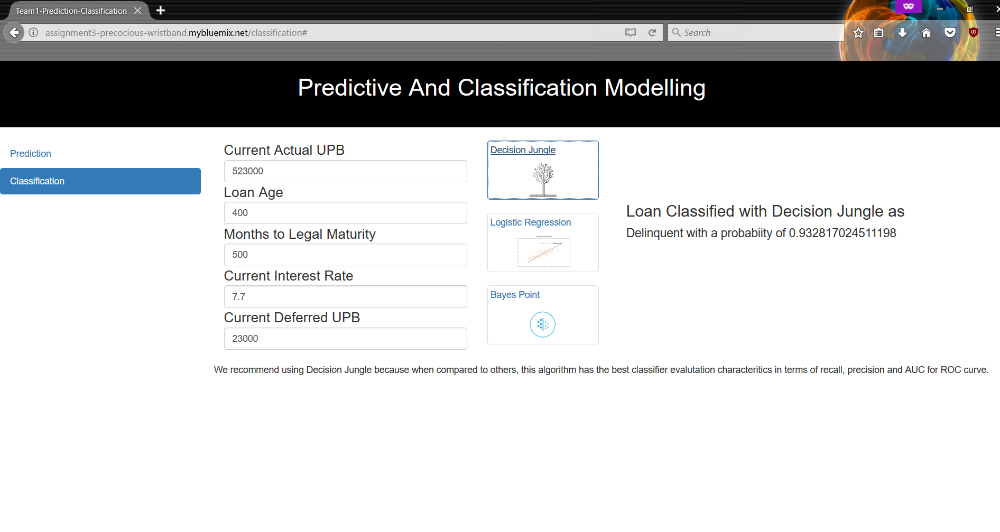 Team1-Prediction-Classification
assignment3-precocious-wristband.mybluemix.net/classification#
Search
Predictive And Classification Modelling
Prediction
Classification
Current Actual UPB
523000
Loan Age
400
Months to Legal Maturity
500
Current Interest Rate
7.7
Current Deferred UPB
23000
Decision Jungle
Logistic Regression
Bayes Point
Loan Classified with Decision Jungle as
Delinquent with a probabiity of 0.932817024511198
We recommend using Decision Jungle because when compared to others, this algorithm has the best classifier evalutation characteritics in terms of recall, precision and AUC for ROC curve.